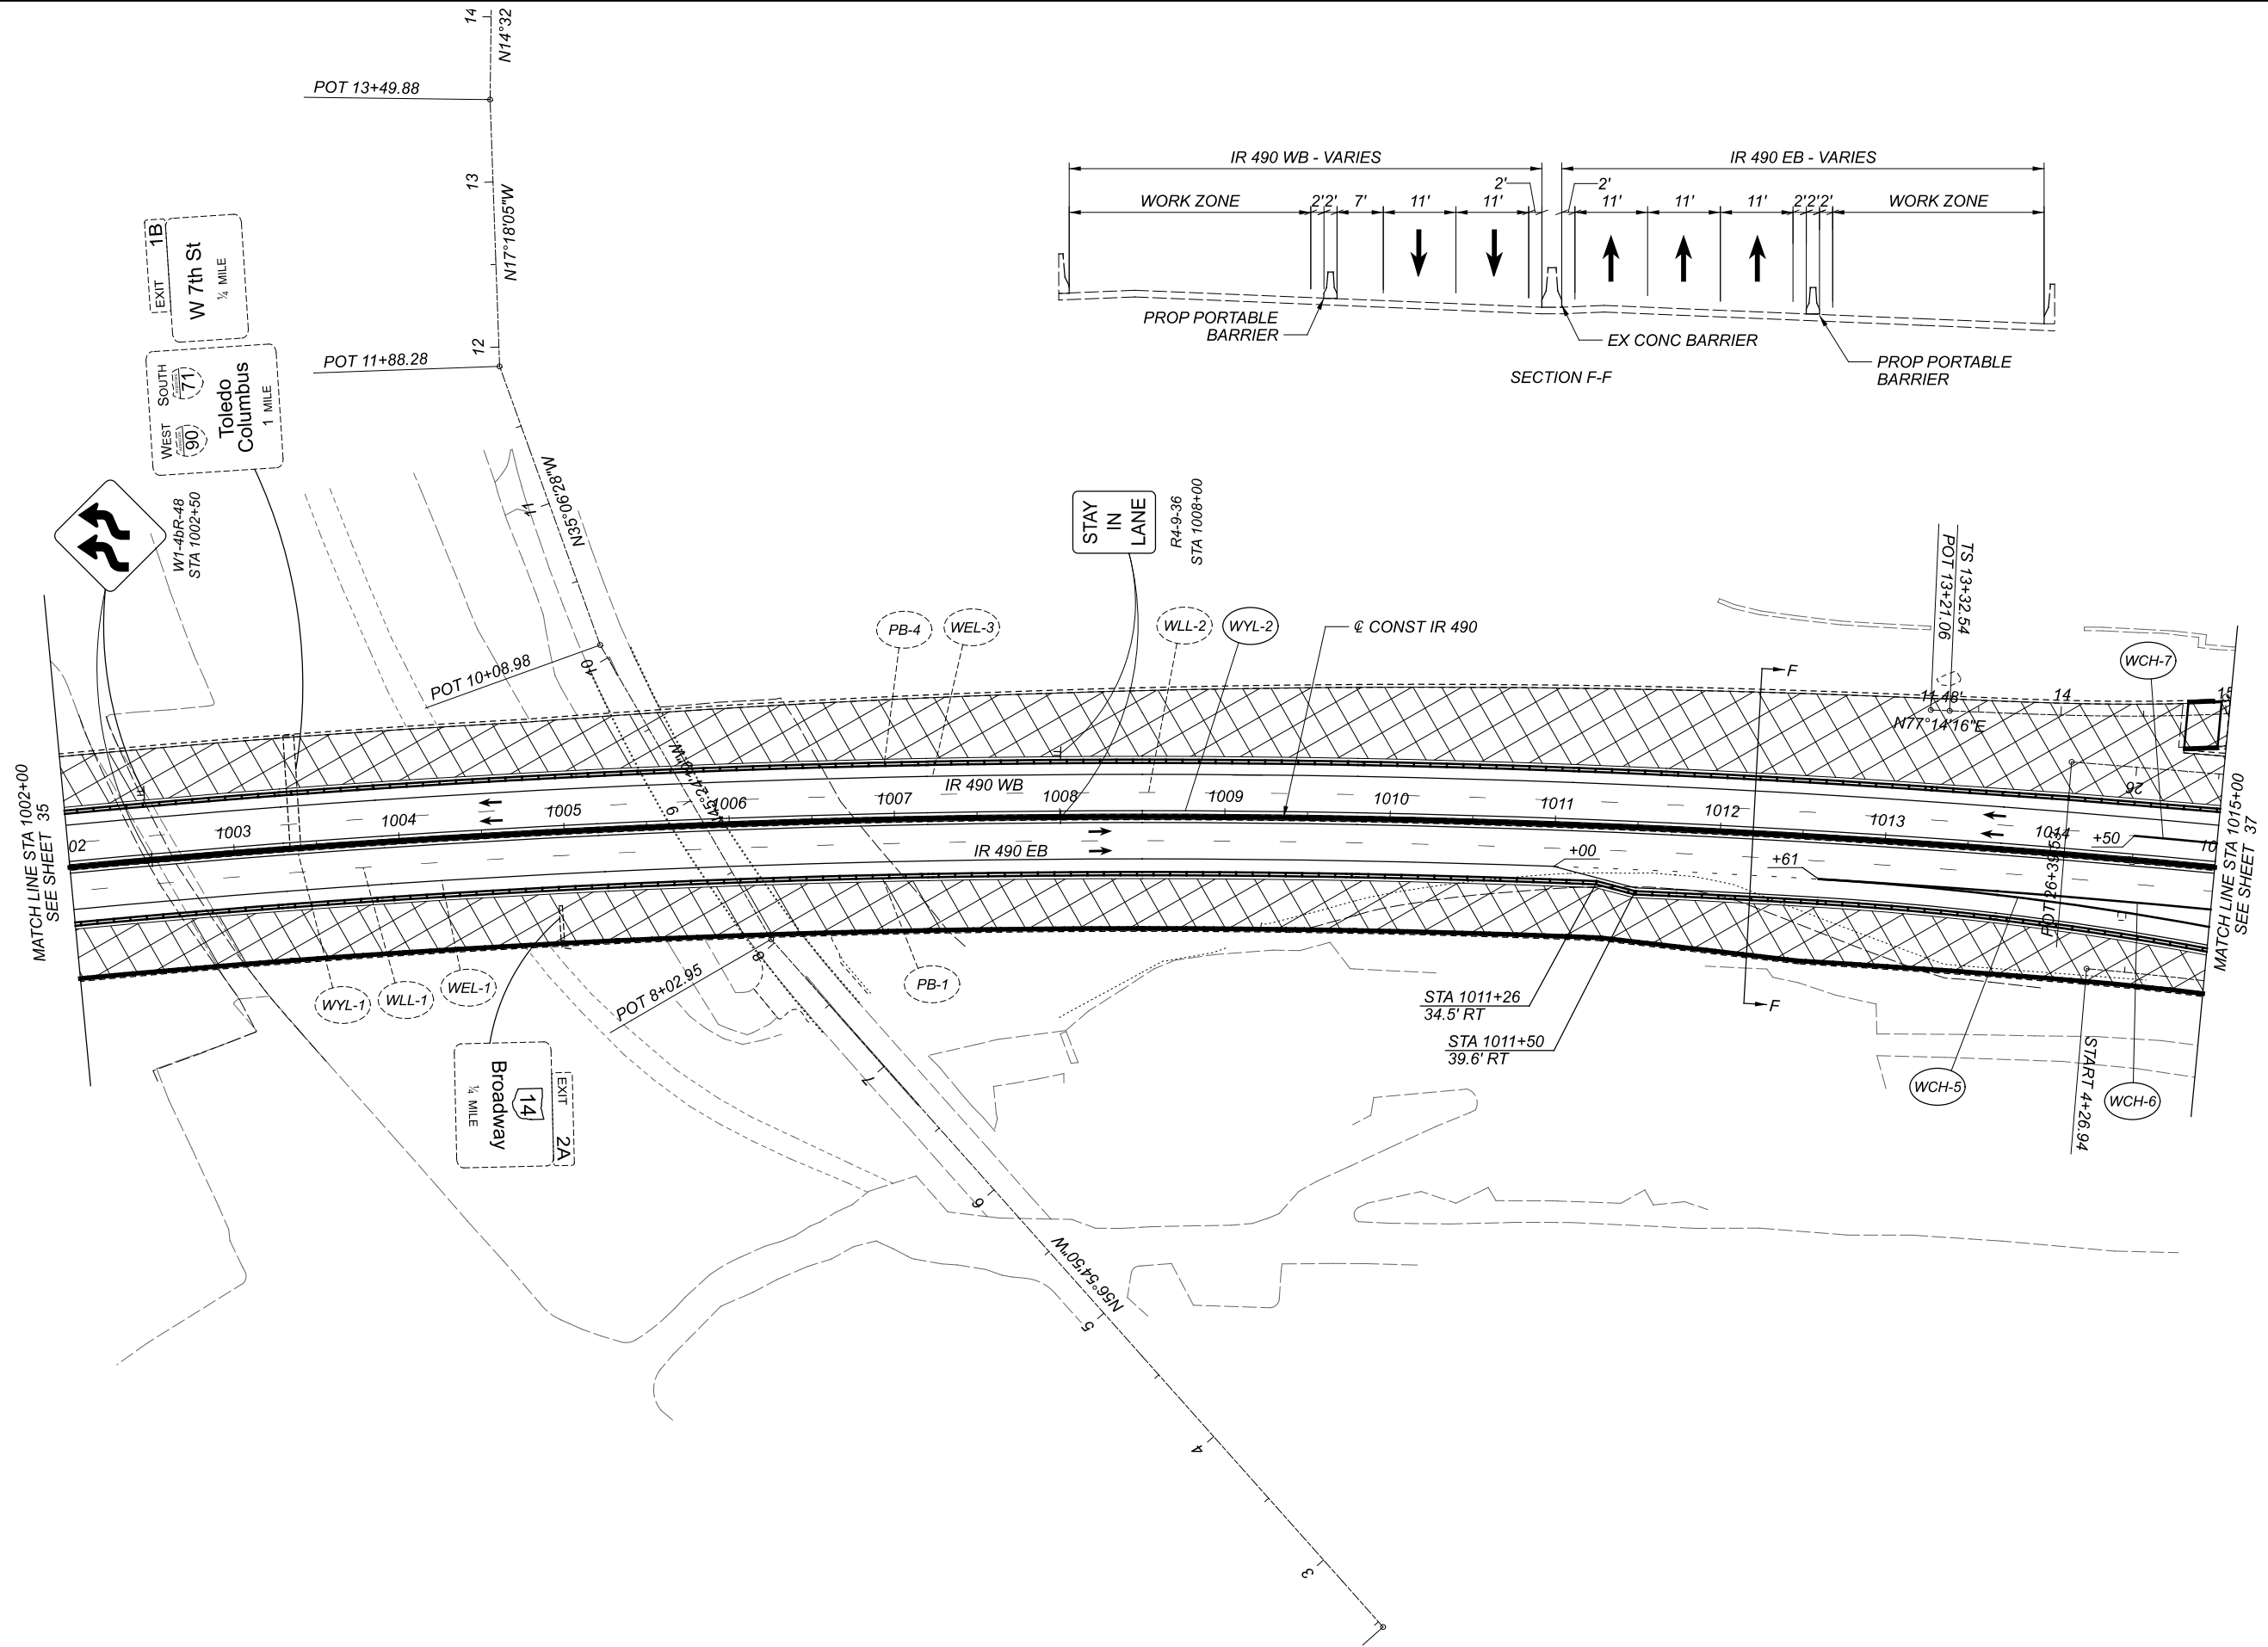 14
N14°32
POT 13+49.88
13
N17°18'05"W
12
POT 11+88.28
EXIT 1B
W 7th St
¼ MILE
WEST 90
SOUTH 71
Toledo
Columbus
1 MILE
W1-4bR-48
STA 1002+50
11
N35°06'28"W
10
POT 10+08.98
IR 490 WB - VARIES
IR 490 EB - VARIES
WORK ZONE
2'
2'
7'
11'
11'
2'
2'
11'
11'
11'
2'
2'
2'
WORK ZONE
PROP PORTABLE
BARRIER
EX CONC BARRIER
PROP PORTABLE
BARRIER
SECTION F-F
STAY
IN
LANE
R4-9-36
STA 1008+00
PB-4
WEL-3
WLL-2
WYL-2
℄ CONST IR 490
TS 13+32.54
POT 13+21.06
WCH-7
F
11.48'
14
15
N77°14'16"E
26
MATCH LINE STA 1002+00
SEE SHEET 35
02
1003
1004
1005
1006
1007
1008
1009
1010
1011
1012
1013
1014
10
IR 490 WB
IR 490 EB
9
+00
+61
+50
MATCH LINE STA 1015+00
SEE SHEET 37
WYL-1
WLL-1
WEL-1
PB-1
8
POT 8+02.95
STA 1011+26
34.5' RT
STA 1011+50
39.6' RT
F
WCH-5
WCH-6
START 4+26.94
EXIT 2A
14
Broadway
¼ MILE
7
6
N56°54'50"W
5
4
3